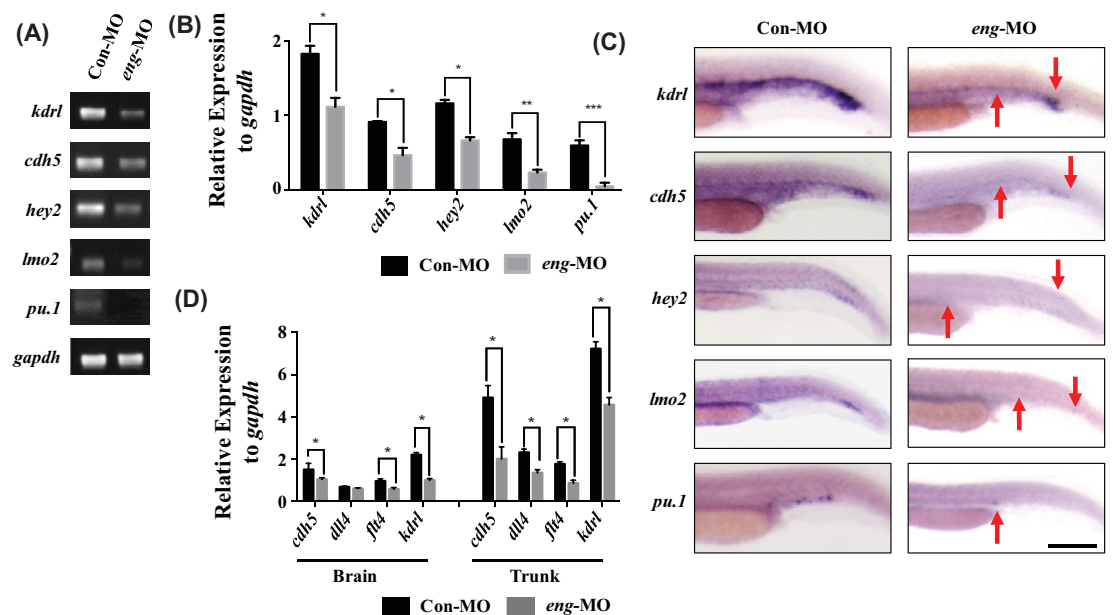 (A)
Con-MO
eng-MO
kdrl
cdh5
hey2
lmo2
pu.1
gapdh
(B)
Relative Expression
to gapdh
2
1
0
*
*
*
**
***
kdrl
cdh5
hey2
lmo2
pu.1
Con-MO
eng-MO
(C)
Con-MO
eng-MO
kdrl
cdh5
hey2
lmo2
pu.1
(D)
Relative Expression
to gapdh
8
6
4
2
0
*
*
*
*
*
*
*
cdh5
dll4
flt4
kdrl
cdh5
dll4
flt4
kdrl
Brain
Trunk
Con-MO
eng-MO